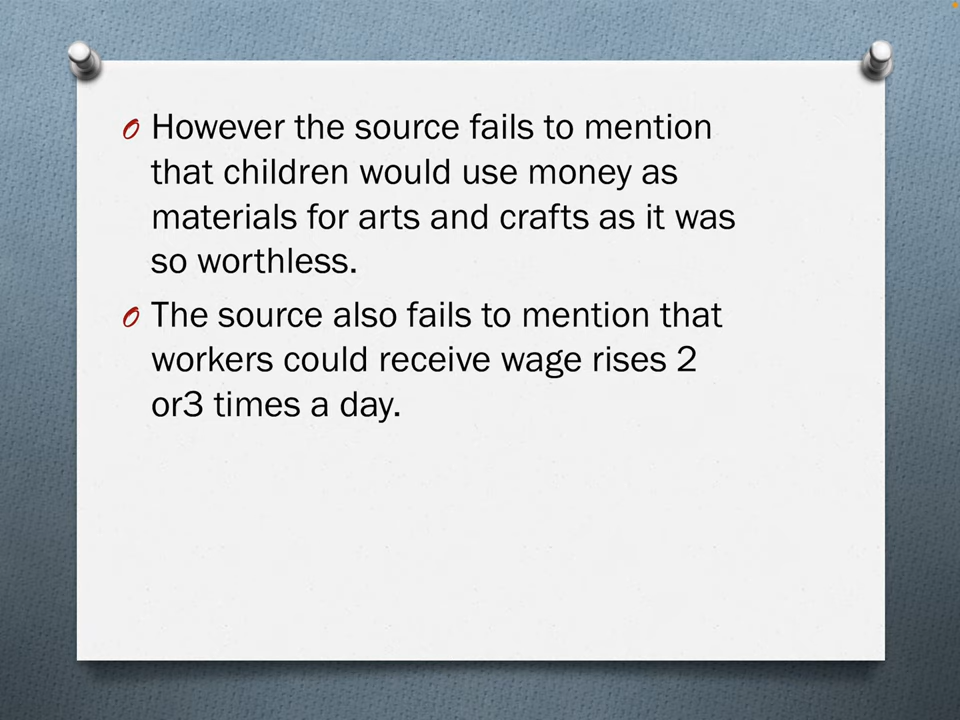 However the source fails to mention
that children would use money as
materials for arts and crafts as it was
so worthless.
The source also fails to mention that
workers could receive wage rises 2
or3 times a day.